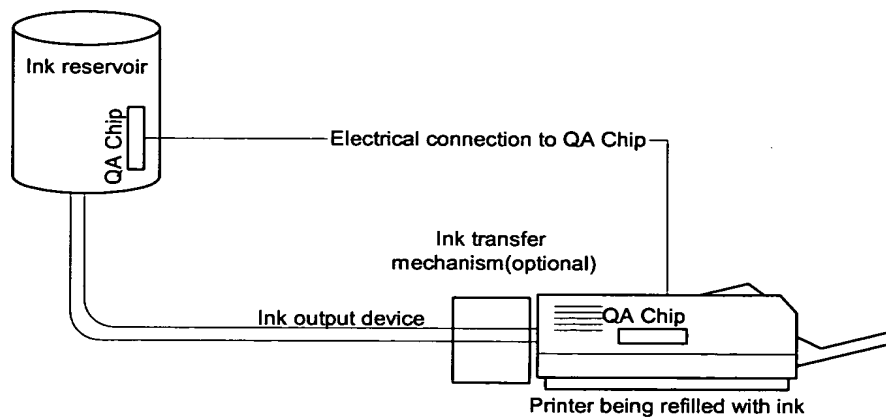 Ink reservoir
QA Chip
Electrical connection to QA Chip
Ink transfer
mechanism(optional)
Ink output device
QA Chip
Printer being refilled with ink